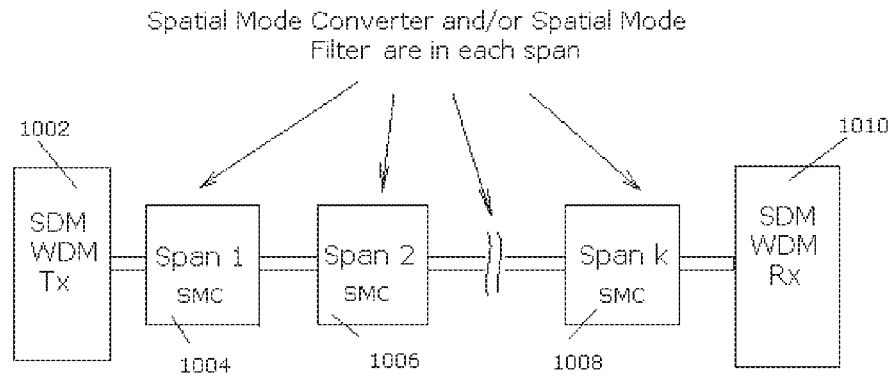 Spatial Mode Converter and/or Spatial Mode
Filter are in each span
1002
1010
SDM
WDM
Tx
Span 1
SMC
Span 2
SMC
Span k
SMC
SDM
WDM
Rx
1004
1006
1008